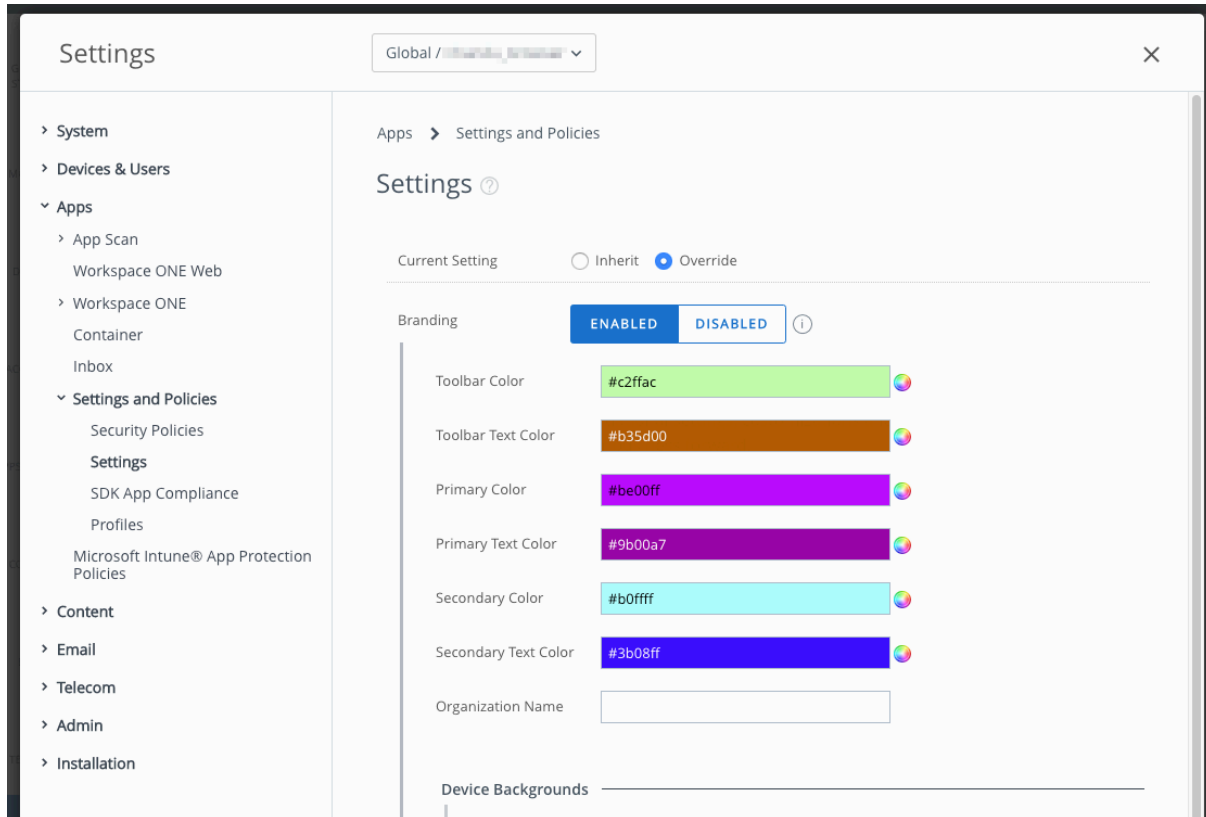 Settings
Global /
System
Devices & Users
Apps
App Scan
Workspace ONE Web
Workspace ONE
Container
Inbox
Settings and Policies
Security Policies
Settings
SDK App Compliance
Profiles
Microsoft Intune® App Protection
Policies
Content
Email
Telecom
Admin
Installation
Apps > Settings and Policies
Settings ?
Current Setting Inherit Override
Branding ENABLED DISABLED i
Toolbar Color #c2ffac
Toolbar Text Color #b35d00
Primary Color #be00ff
Primary Text Color #9b00a7
Secondary Color #b0ffff
Secondary Text Color #3b08ff
Organization Name
Device Backgrounds